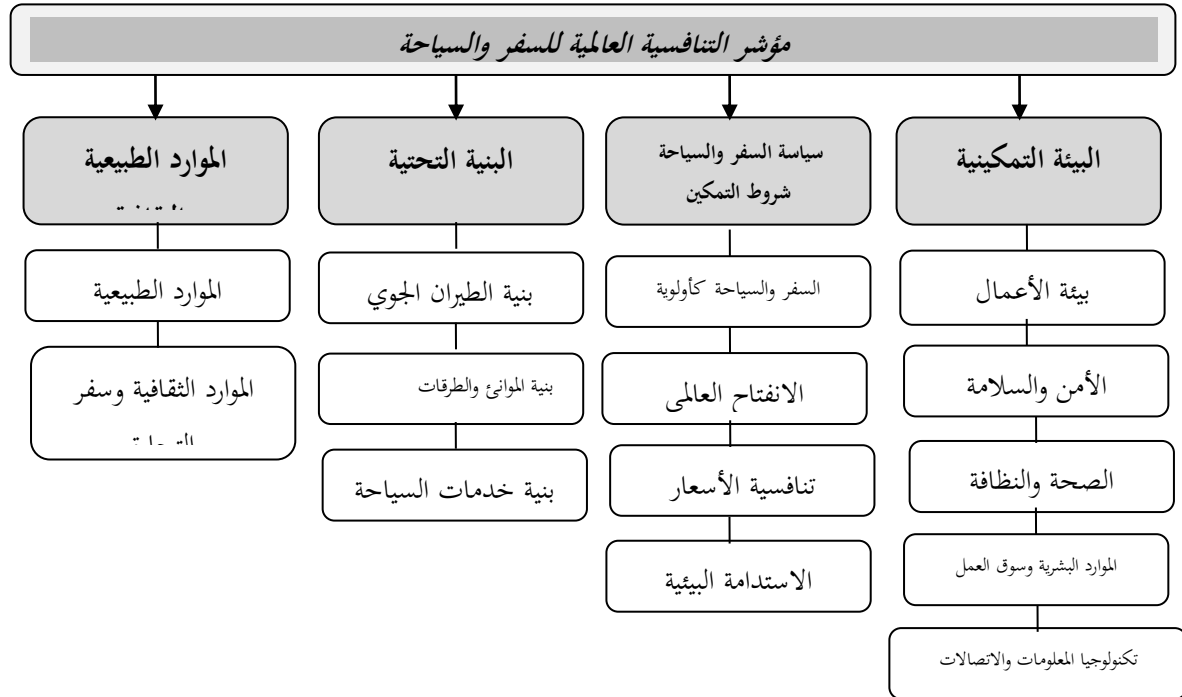 مؤشر التنافسية العالمية للسفر والسياحة
البيئة التمكينية
بيئة الأعمال
الأمن والسلامة
الصحة والنظافة
الموارد البشرية وسوق العمل
تكنولوجيا المعلومات والاتصالات
سياسة السفر والسياحة
شروط التمكين
السفر والسياحة كأولوية
الانفتاح العالمى
تنافسية الأسعار
الاستدامة البيئية
البنية التحتية
بنية الطيران الجوي
بنية الموانئ والطرقات
بنية خدمات السياحة
الموارد الطبيعية
الموارد الطبيعية
الموارد الثقافية وسفر